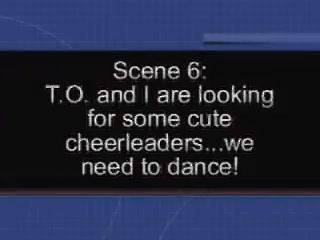 Scene 6:
T.O. and I are looking
for some cute
cheerleaders...we
need to dance!